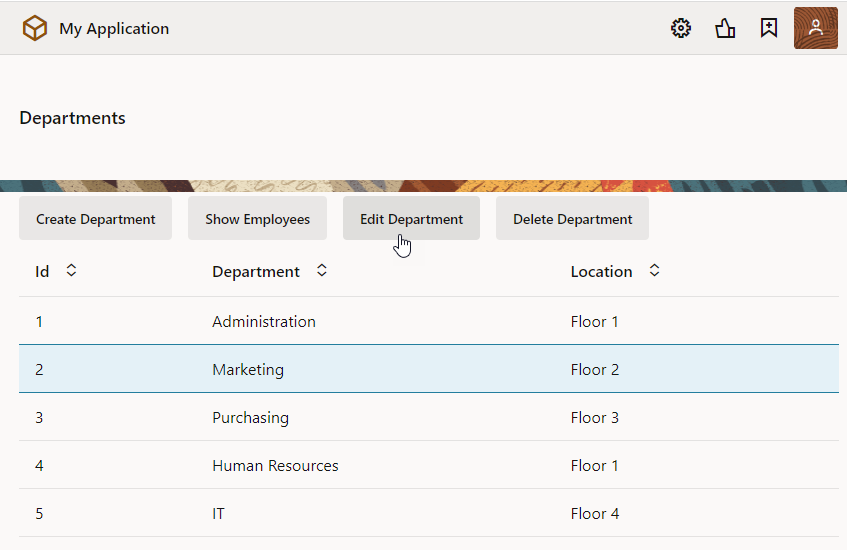 My Application
Departments
Create Department Show Employees Edit Department Delete Department
Id Department Location
1 Administration Floor 1
2 Marketing Floor 2
3 Purchasing Floor 3
4 Human Resources Floor 1
5 IT Floor 4